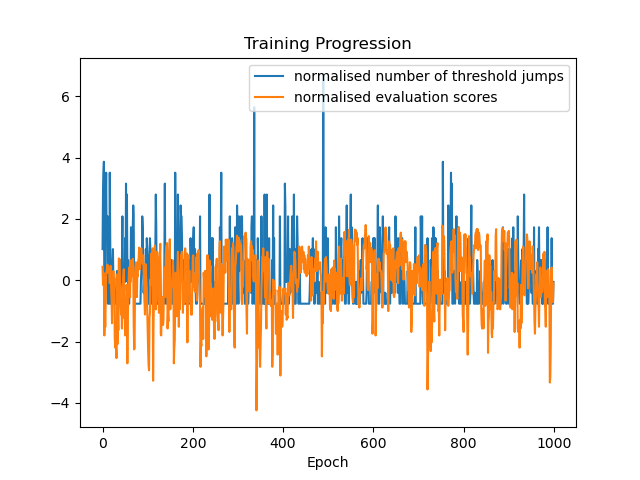 Training Progression
normalised number of threshold jumps
normalised evaluation scores
6
4
2
0
−2
−4
0 200 400 600 800 1000
Epoch